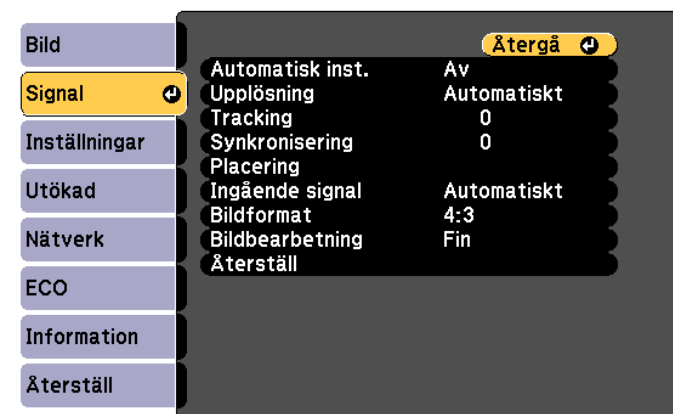 Bild
Signal
Inställningar
Utökad
Nätverk
ECO
Information
Återställ
Återgå
Automatisk inst. Av
Upplösning Automatiskt
Tracking 0
Synkronisering 0
Placering
Ingående signal Automatiskt
Bildformat 4:3
Bildbearbetning Fin
Återställ